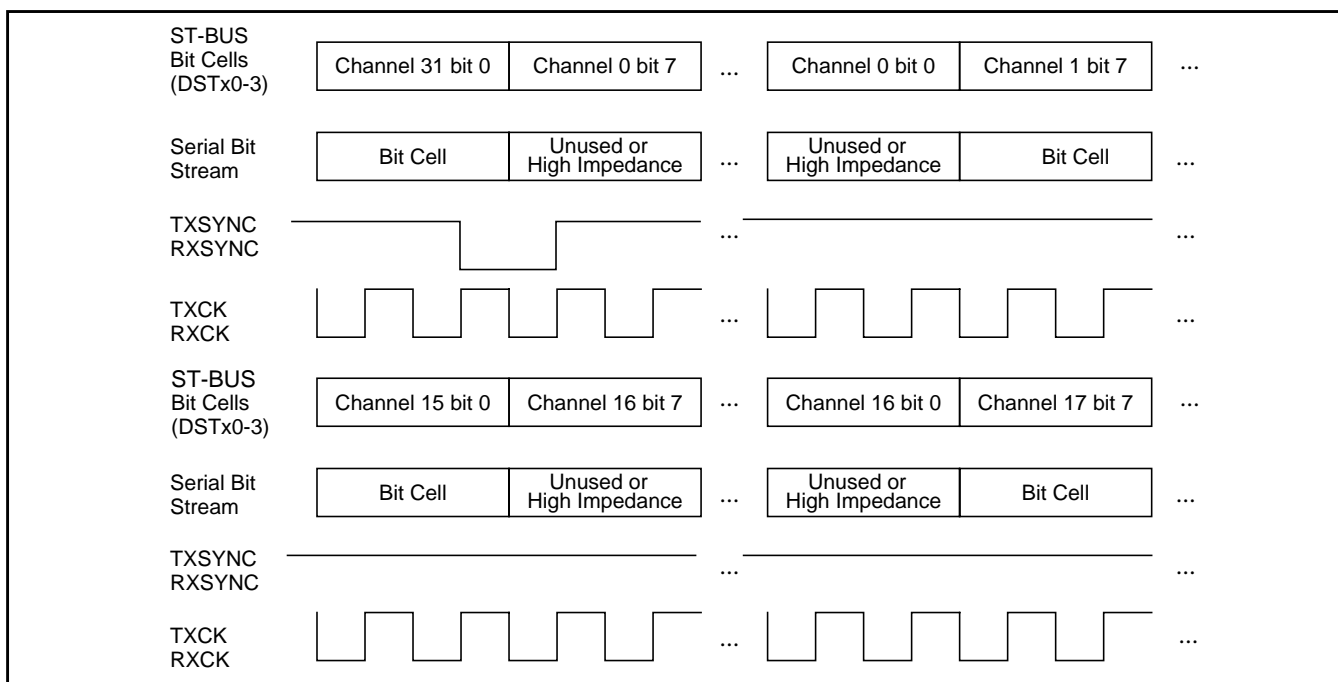 ST-BUS
Bit Cells
(DSTx0-3)
Channel 31 bit 0
Channel 0 bit 7
...
Channel 0 bit 0
Channel 1 bit 7
...
Serial Bit
Stream
Bit Cell
Unused or
High Impedance
...
Unused or
High Impedance
Bit Cell
...
TXSYNC
RXSYNC
...
...
TXCK
RXCK
...
...
ST-BUS
Bit Cells
(DSTx0-3)
Channel 15 bit 0
Channel 16 bit 7
...
Channel 16 bit 0
Channel 17 bit 7
...
Serial Bit
Stream
Bit Cell
Unused or
High Impedance
...
Unused or
High Impedance
Bit Cell
...
TXSYNC
RXSYNC
...
...
TXCK
RXCK
...
...